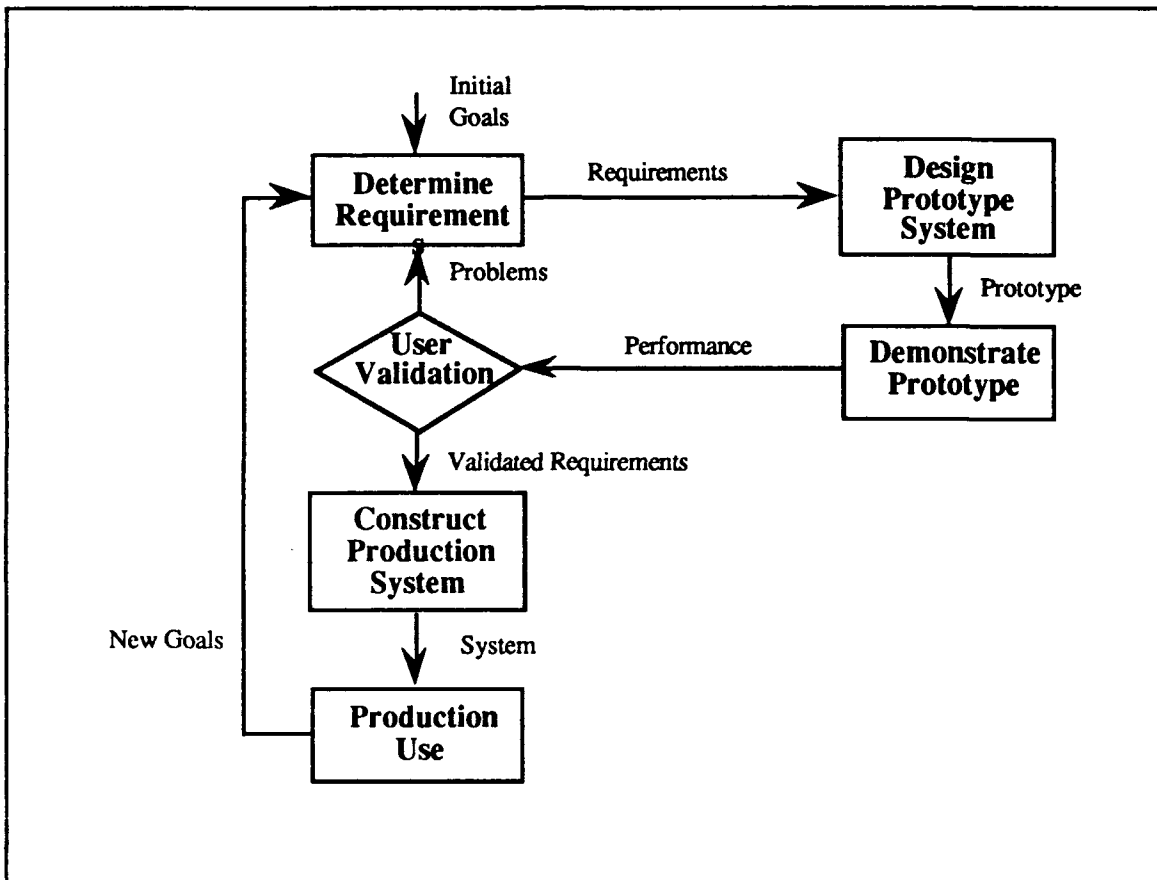 Initial
Goals
Determine
Requirement
s
Requirements
Design
Prototype
System
Prototype
Demonstrate
Prototype
Performance
Problems
User
Validation
Validated Requirements
Construct
Production
System
System
New Goals
Production
Use